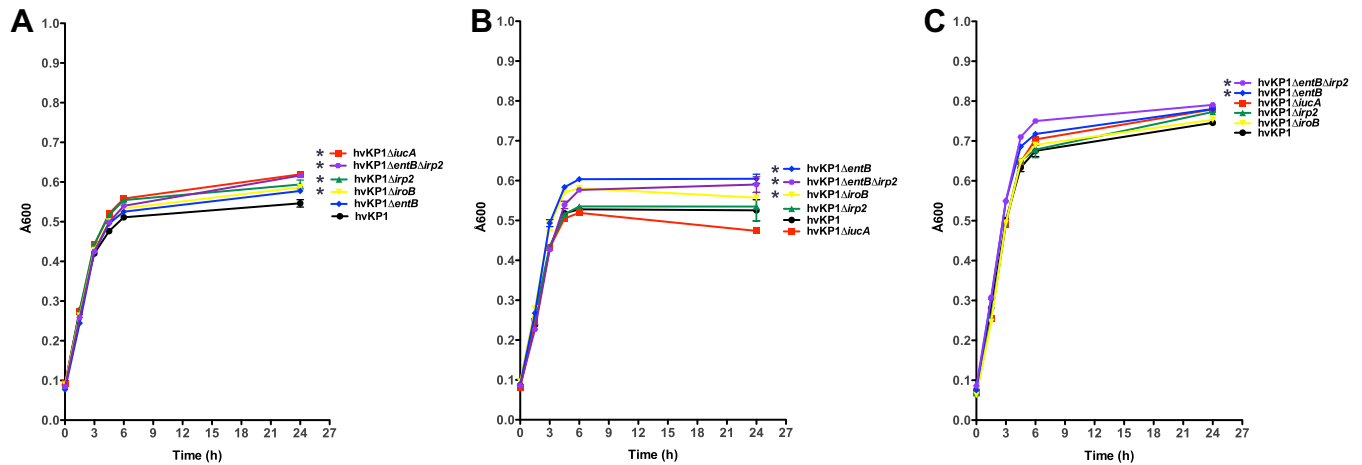 A
1.0
0.9
0.8
0.7
0.6
0.5
0.4
0.3
0.2
0.1
0.0
A600
0 3 6 9 12 15 18 21 24 27
Time (h)
* hvKP1ΔiucA
* hvKP1ΔentBΔirp2
* hvKP1Δirp2
* hvKP1ΔiroB
hvKP1ΔentB
hvKP1
B
1.0
0.9
0.8
0.7
0.6
0.5
0.4
0.3
0.2
0.1
0.0
A600
0 3 6 9 12 15 18 21 24 27
Time (h)
* hvKP1ΔentB
* hvKP1ΔentBΔirp2
* hvKP1ΔiroB
hvKP1Δirp2
hvKP1
hvKP1ΔiucA
C
1.0
0.9
0.8
0.7
0.6
0.5
0.4
0.3
0.2
0.1
0.0
A600
0 3 6 9 12 15 18 21 24 27
Time (h)
* hvKP1ΔentBΔirp2
* hvKP1ΔentB
hvKP1ΔiucA
hvKP1Δirp2
hvKP1ΔiroB
hvKP1